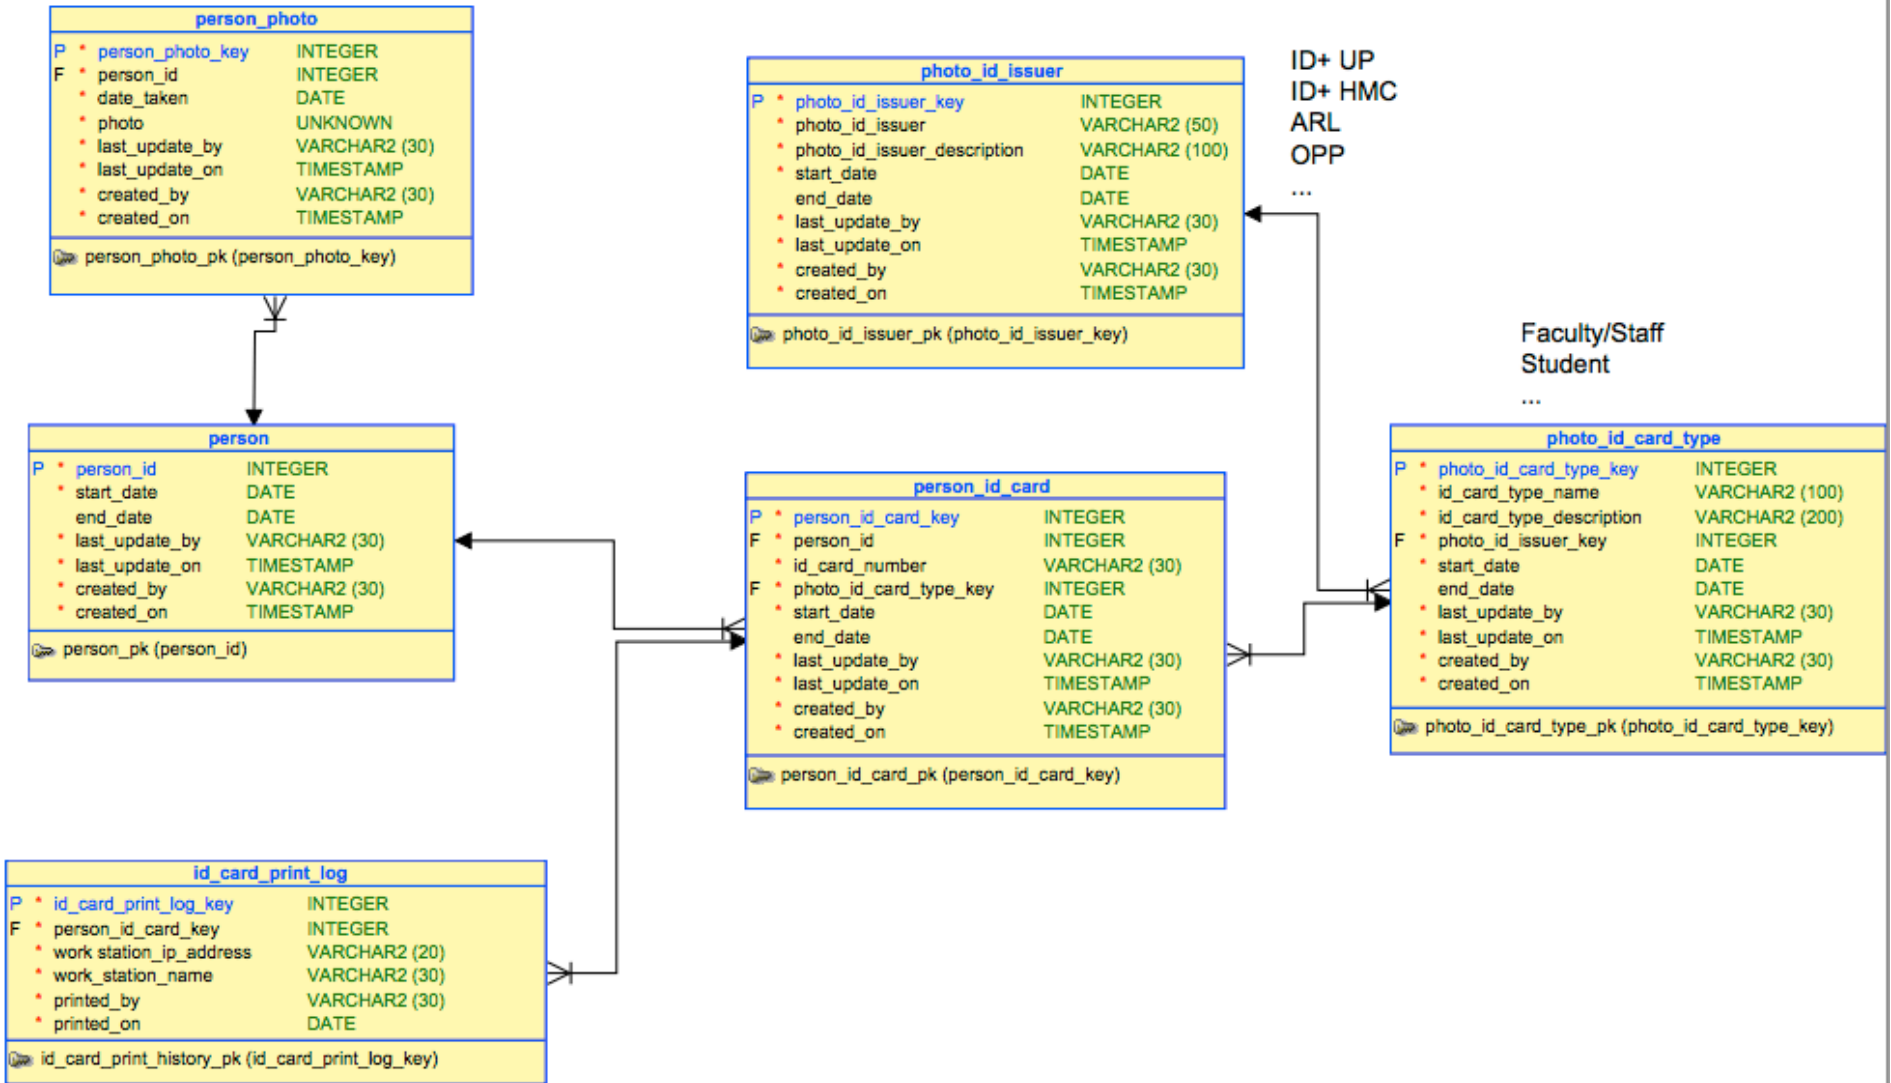 person_photo
P * person_photo_key INTEGER
F * person_id INTEGER
* date_taken DATE
* photo UNKNOWN
* last_update_by VARCHAR2 (30)
* last_update_on TIMESTAMP
* created_by VARCHAR2 (30)
* created_on TIMESTAMP
person_photo_pk (person_photo_key)
photo_id_issuer
P * photo_id_issuer_key INTEGER
* photo_id_issuer VARCHAR2 (50)
* photo_id_issuer_description VARCHAR2 (100)
* start_date DATE
end_date DATE
* last_update_by VARCHAR2 (30)
* last_update_on TIMESTAMP
* created_by VARCHAR2 (30)
* created_on TIMESTAMP
photo_id_issuer_pk (photo_id_issuer_key)
ID+ UP
ID+ HMC
ARL
OPP
...
Faculty/Staff
Student
...
person
P * person_id INTEGER
* start_date DATE
end_date DATE
* last_update_by VARCHAR2 (30)
* last_update_on TIMESTAMP
* created_by VARCHAR2 (30)
* created_on TIMESTAMP
person_pk (person_id)
person_id_card
P * person_id_card_key INTEGER
F * person_id INTEGER
* id_card_number VARCHAR2 (30)
F * photo_id_card_type_key INTEGER
* start_date DATE
end_date DATE
* last_update_by VARCHAR2 (30)
* last_update_on TIMESTAMP
* created_by VARCHAR2 (30)
* created_on TIMESTAMP
person_id_card_pk (person_id_card_key)
photo_id_card_type
P * photo_id_card_type_key INTEGER
* id_card_type_name VARCHAR2 (100)
* id_card_type_description VARCHAR2 (200)
F * photo_id_issuer_key INTEGER
* start_date DATE
end_date DATE
* last_update_by VARCHAR2 (30)
* last_update_on TIMESTAMP
* created_by VARCHAR2 (30)
* created_on TIMESTAMP
photo_id_card_type_pk (photo_id_card_type_key)
id_card_print_log
P * id_card_print_log_key INTEGER
F * person_id_card_key INTEGER
* work station_ip_address VARCHAR2 (20)
* work_station_name VARCHAR2 (30)
* printed_by VARCHAR2 (30)
* printed_on DATE
id_card_print_history_pk (id_card_print_log_key)